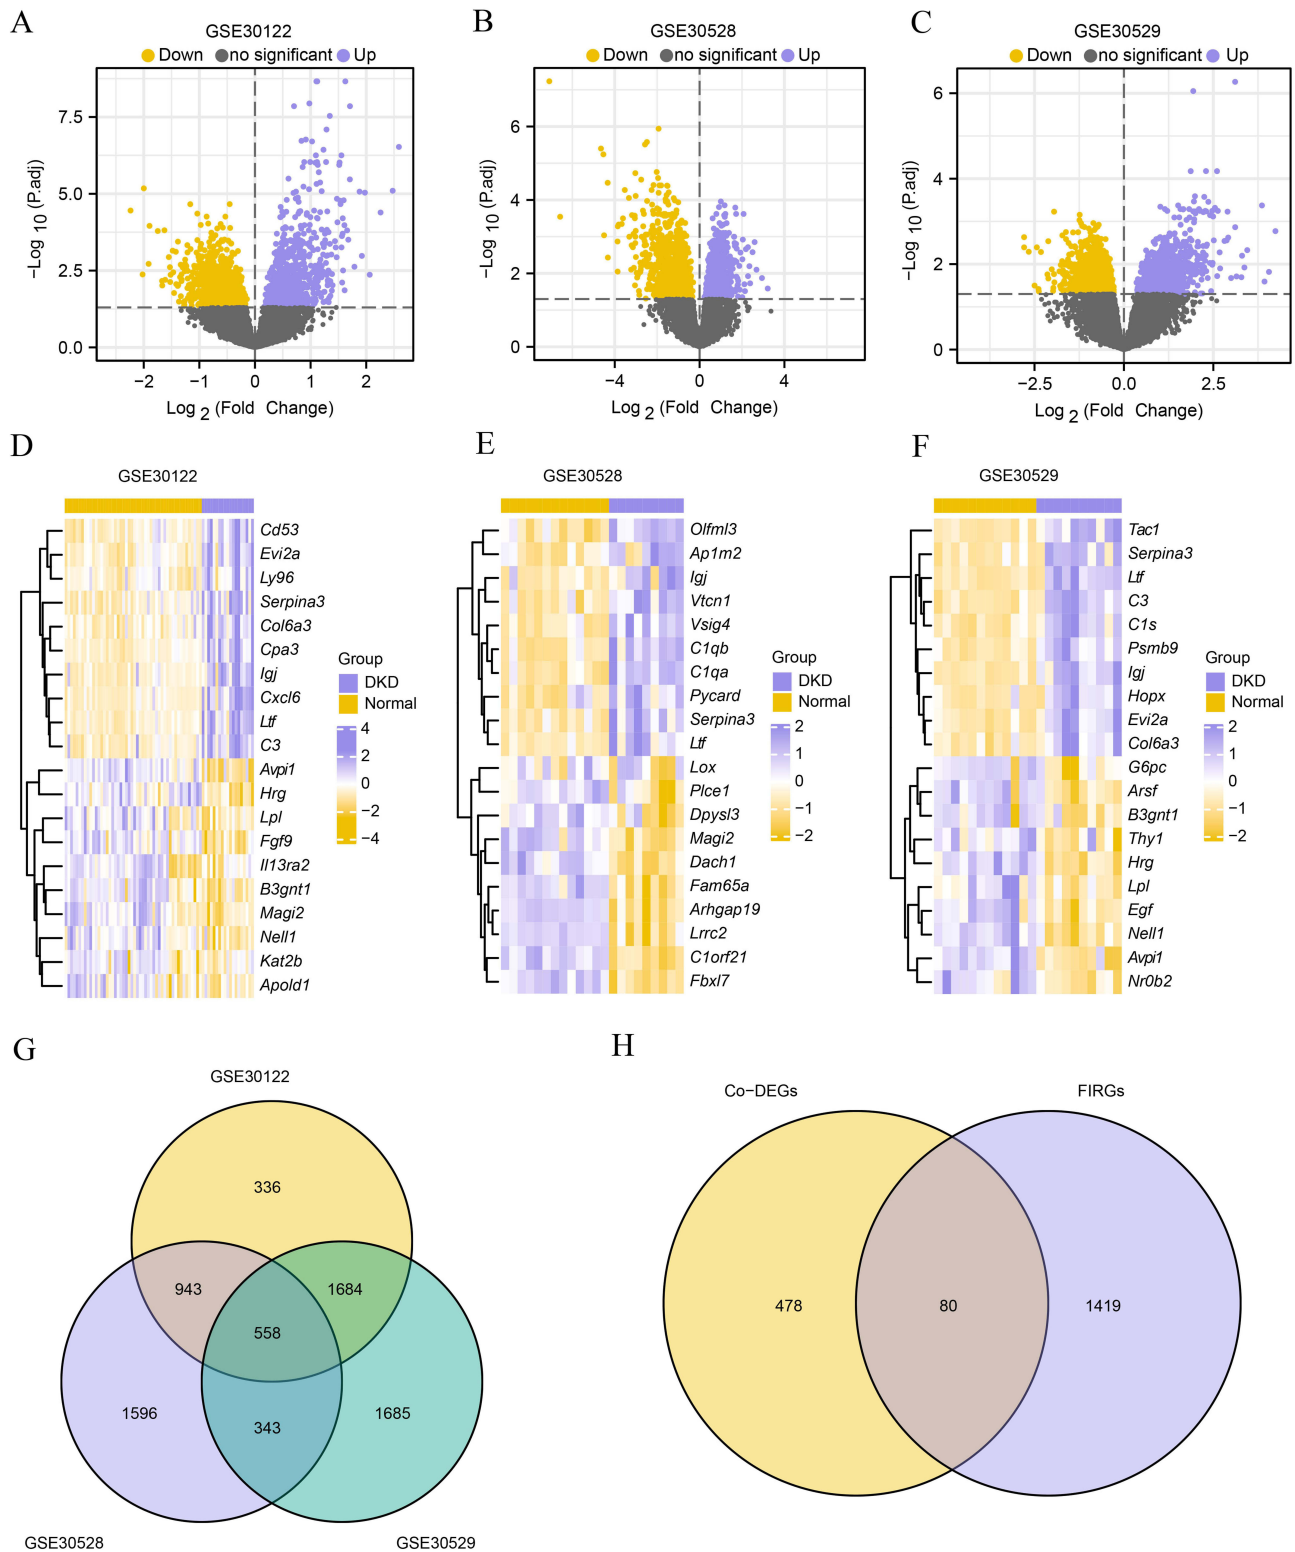 A
GSE30122
Down no significant Up
7.5
5.0
2.5
0.0
−Log 10 (P.adj)
−2 −1 0 1 2
Log 2 (Fold Change)
B
GSE30528
Down no significant Up
6
4
2
0
−Log 10 (P.adj)
−4 0 4
Log 2 (Fold Change)
C
GSE30529
Down no significant Up
6
4
2
0
−Log 10 (P.adj)
−2.5 0.0 2.5
Log 2 (Fold Change)
D
GSE30122
Cd53
Evi2a
Ly96
Serpina3
Col6a3
Cpa3
Igj
Cxcl6
Ltf
C3
Avpi1
Hrg
Lpl
Fgf9
Il13ra2
B3gnt1
Magi2
Nell1
Kat2b
Apold1
Group
DKD
Normal
4
2
0
−2
−4
E
GSE30528
Olfml3
Ap1m2
Igj
Vtcn1
Vsig4
C1qb
C1qa
Pycard
Serpina3
Ltf
Lox
Plce1
Dpysl3
Magi2
Dach1
Fam65a
Arhgap19
Lrrc2
C1orf21
Fbxl7
Group
DKD
Normal
2
1
0
−1
−2
F
GSE30529
Tac1
Serpina3
Ltf
C3
C1s
Psmb9
Igj
Hopx
Evi2a
Col6a3
G6pc
Arsf
B3gnt1
Thy1
Hrg
Lpl
Egf
Nell1
Avpi1
Nr0b2
Group
DKD
Normal
2
1
0
−1
−2
G
GSE30122
336
943
1684
558
1596
343
1685
GSE30528
GSE30529
H
Co−DEGs
FIRGs
478
80
1419